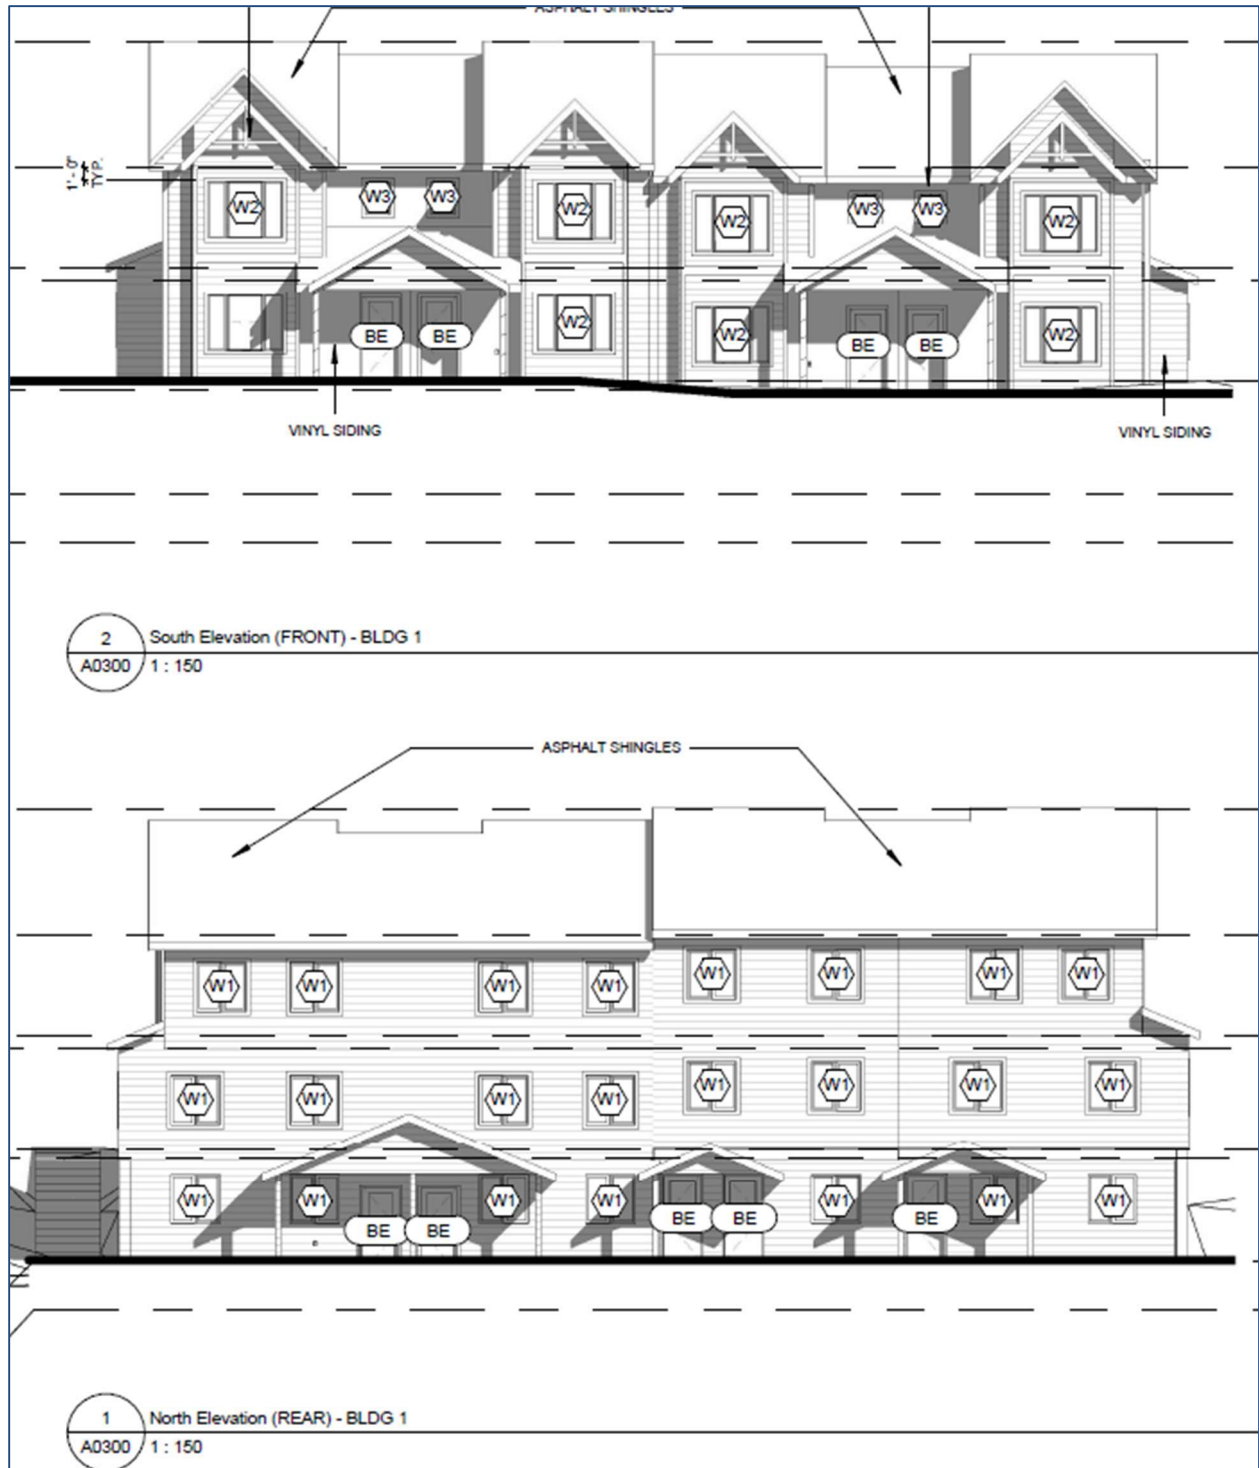 ASPHALT SHINGLES
1' - 0"
TYP.
W2 W3 W3 W2 W2 W3 W3 W2
W2 W2 W2
BE BE BE BE
VINYL SIDING VINYL SIDING
2 South Elevation (FRONT) - BLDG 1
A0300 1 : 150
ASPHALT SHINGLES
W1 W1 W1 W1 W1 W1 W1 W1
W1 W1 W1 W1 W1 W1 W1 W1
W1 W1 W1 W1 W1 W1 W1
BE BE BE BE BE
1 North Elevation (REAR) - BLDG 1
A0300 1 : 150